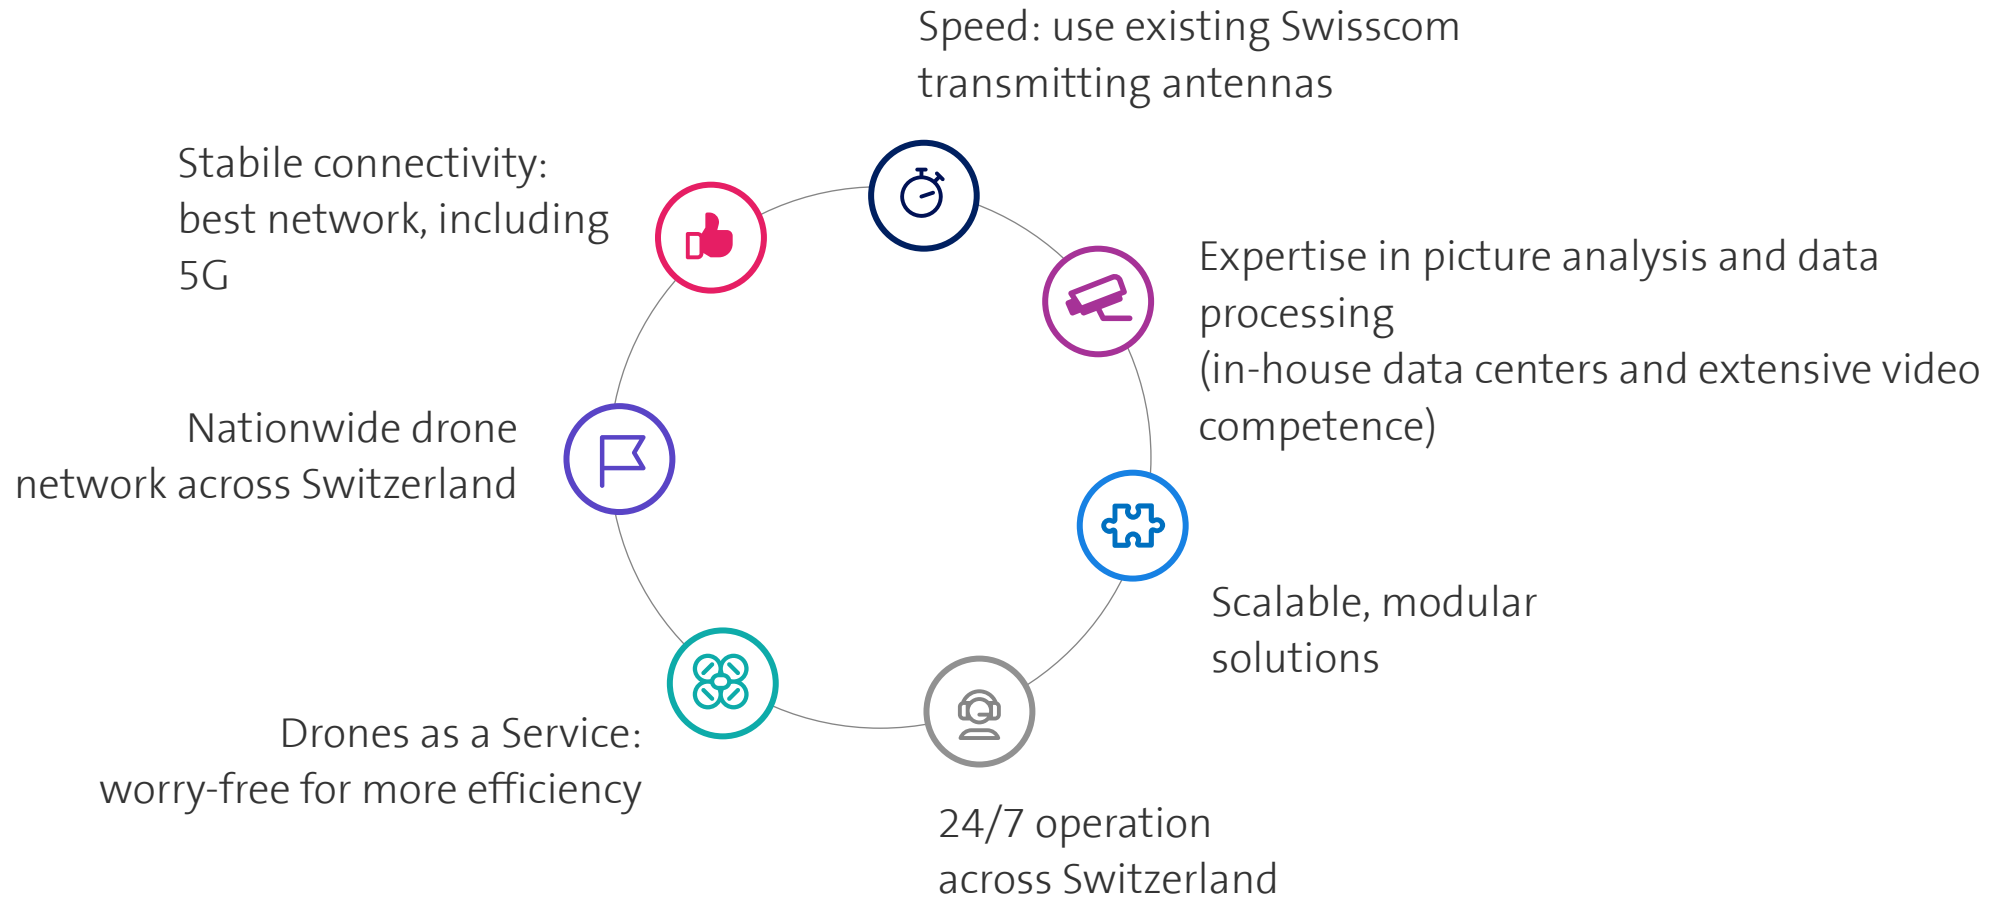 Speed: use existing Swisscom
transmitting antennas
Stabile connectivity:
best network, including
5G
Expertise in picture analysis and data
processing
(in-house data centers and extensive video
competence)
Nationwide drone
network across Switzerland
Scalable, modular
solutions
Drones as a Service:
worry-free for more efficiency
24/7 operation
across Switzerland